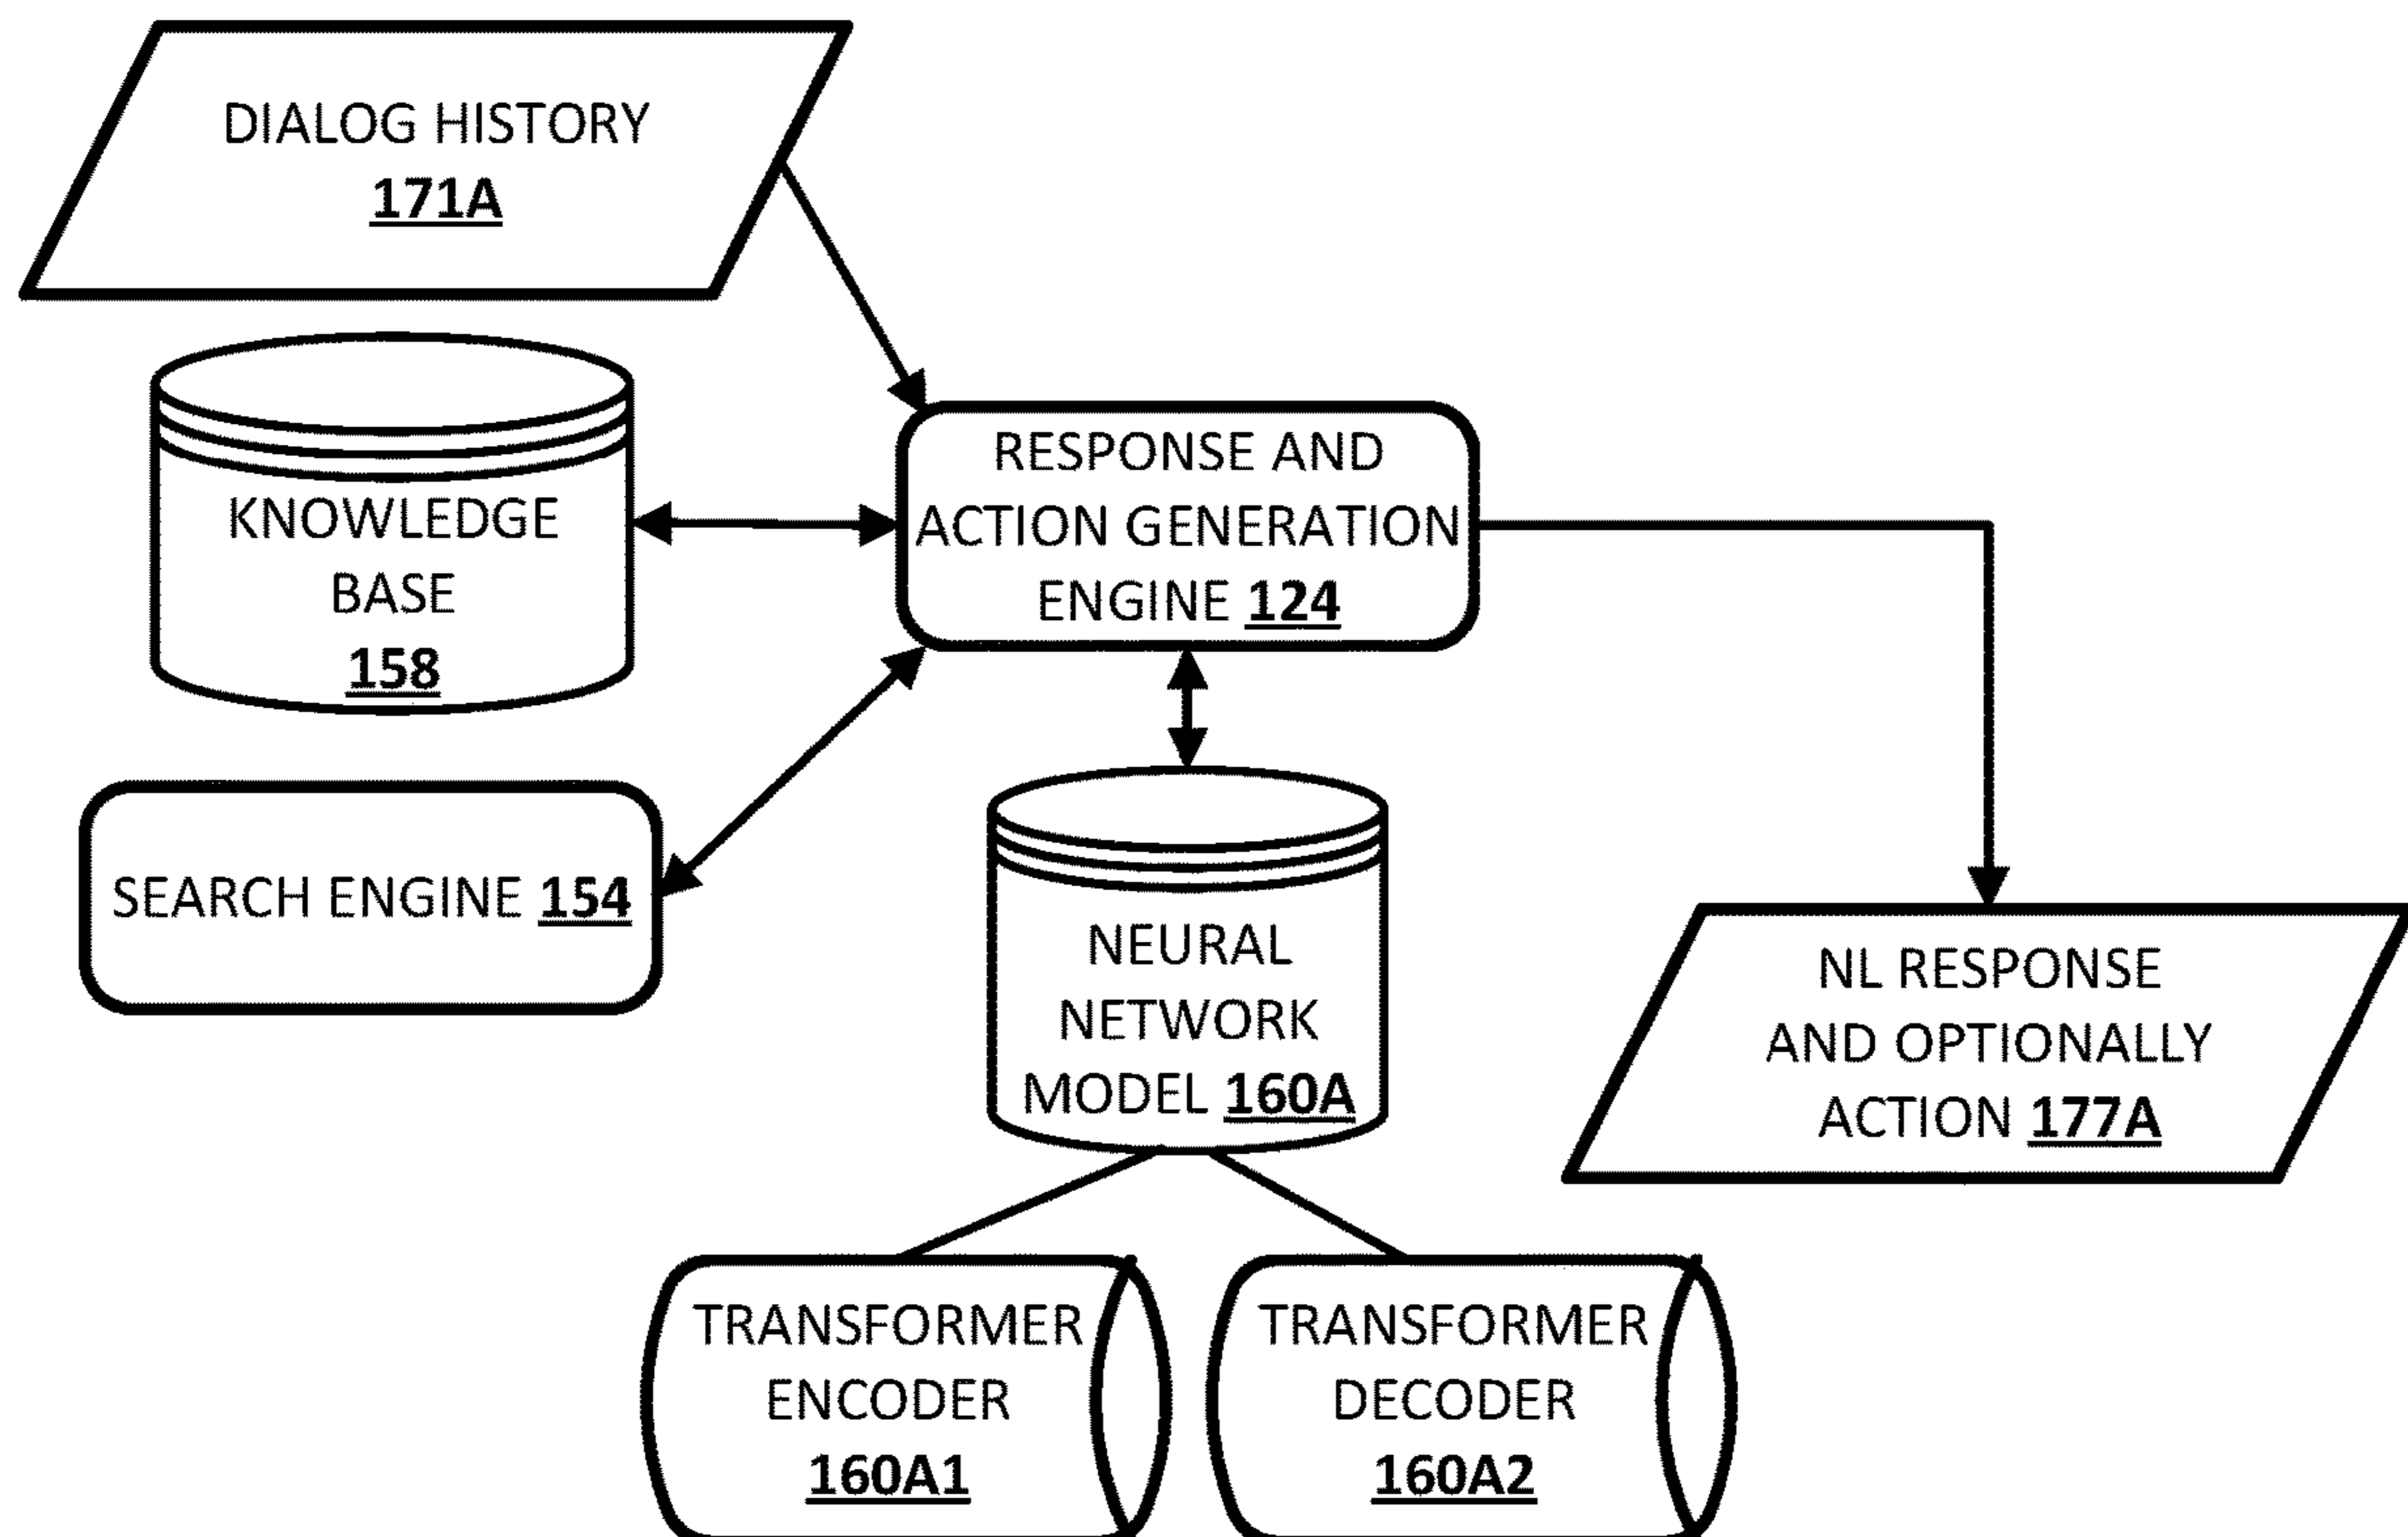 DIALOG HISTORY
171A
KNOWLEDGE
BASE
158
RESPONSE AND
ACTION GENERATION
ENGINE 124
SEARCH ENGINE 154
NEURAL
NETWORK
MODEL 160A
NL RESPONSE
AND OPTIONALLY
ACTION 177A
TRANSFORMER
ENCODER
160A1
TRANSFORMER
DECODER
160A2